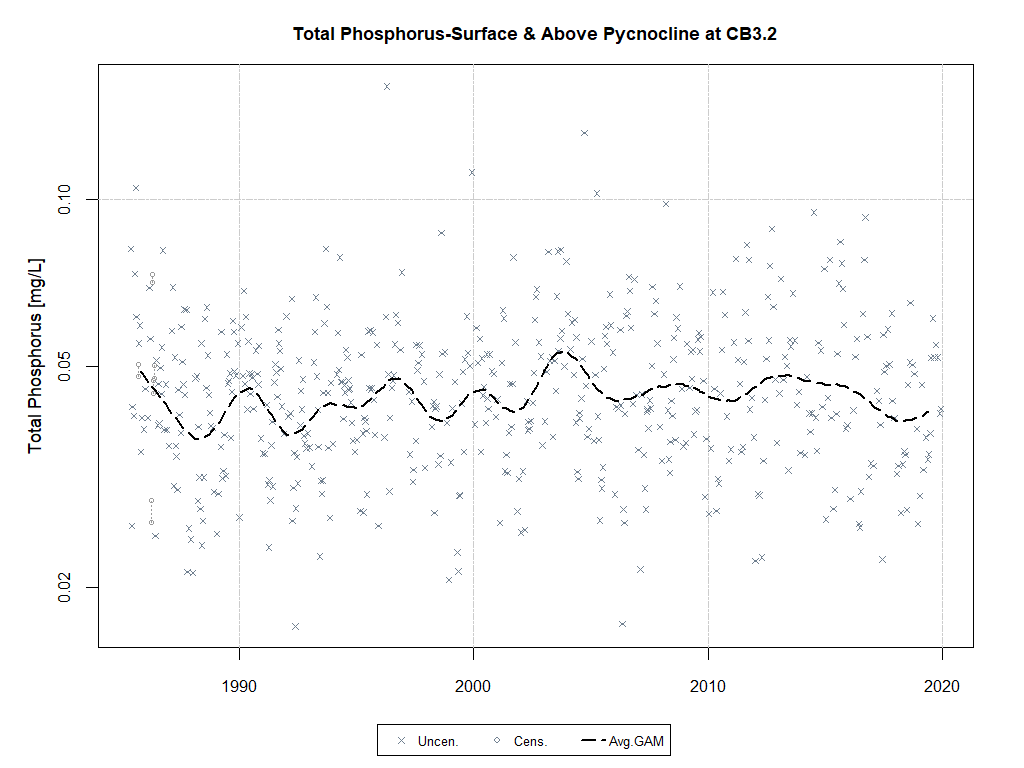 Total Phosphorus-Surface & Above Pycnocline at CB3.2
Total Phosphorus [mg/L]
0.10
0.05
0.02
1990 2000 2010 2020
Uncen. Cens. Avg.GAM